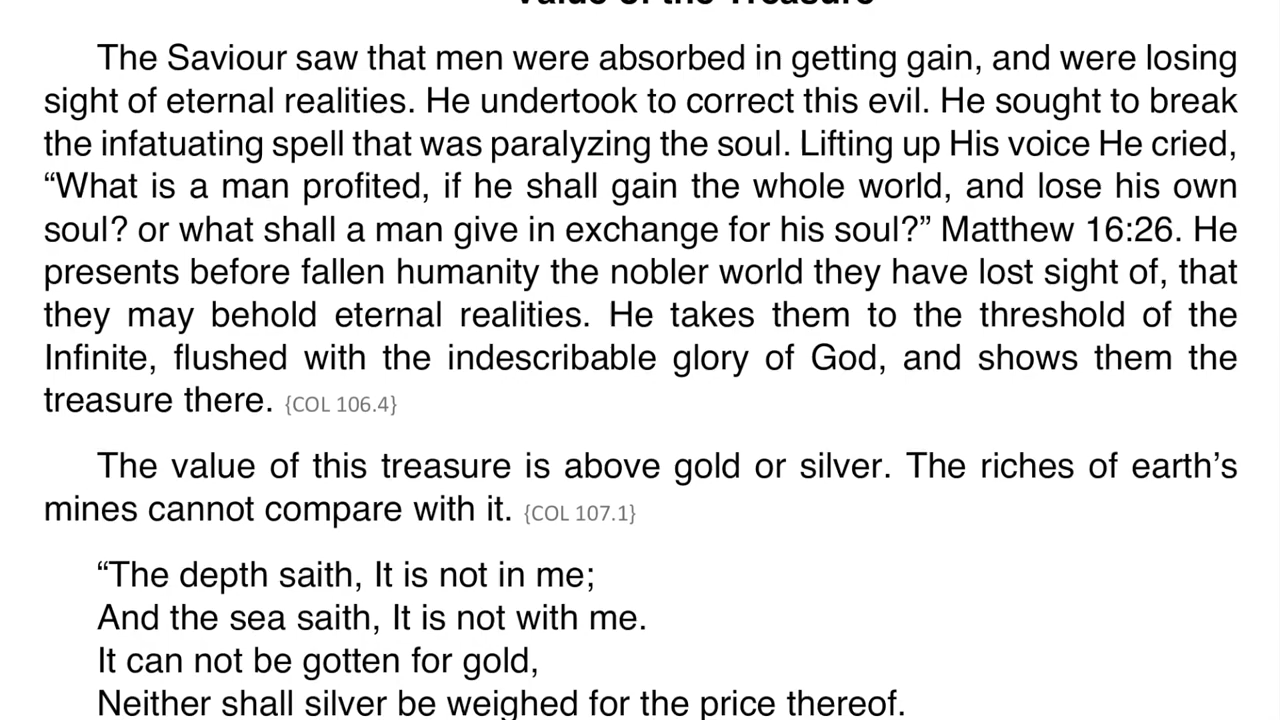 Value of the Treasure
The Saviour saw that men were absorbed in getting gain, and were losing
sight of eternal realities. He undertook to correct this evil. He sought to break
the infatuating spell that was paralyzing the soul. Lifting up His voice He cried,
“What is a man profited, if he shall gain the whole world, and lose his own
soul? or what shall a man give in exchange for his soul?” Matthew 16:26. He
presents before fallen humanity the nobler world they have lost sight of, that
they may behold eternal realities. He takes them to the threshold of the
Infinite, flushed with the indescribable glory of God, and shows them the
treasure there. {COL 106.4}
The value of this treasure is above gold or silver. The riches of earth’s
mines cannot compare with it. {COL 107.1}
“The depth saith, It is not in me;
And the sea saith, It is not with me.
It can not be gotten for gold,
Neither shall silver be weighed for the price thereof.